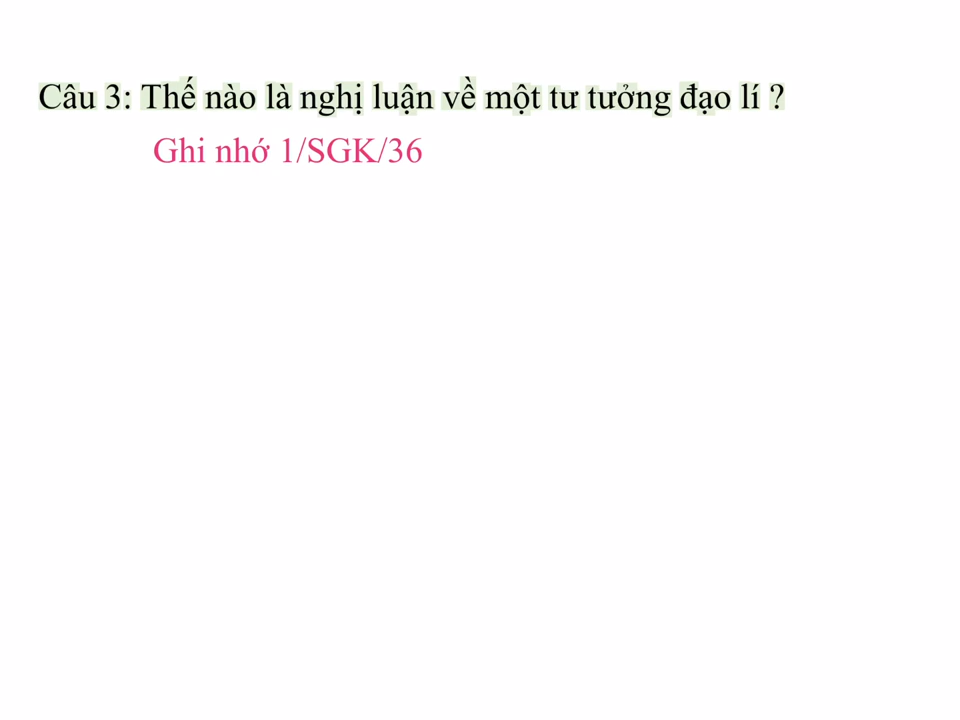 Câu 3: Thế nào là nghị luận về một tư tưởng đạo lí ?
Ghi nhớ 1/SGK/36